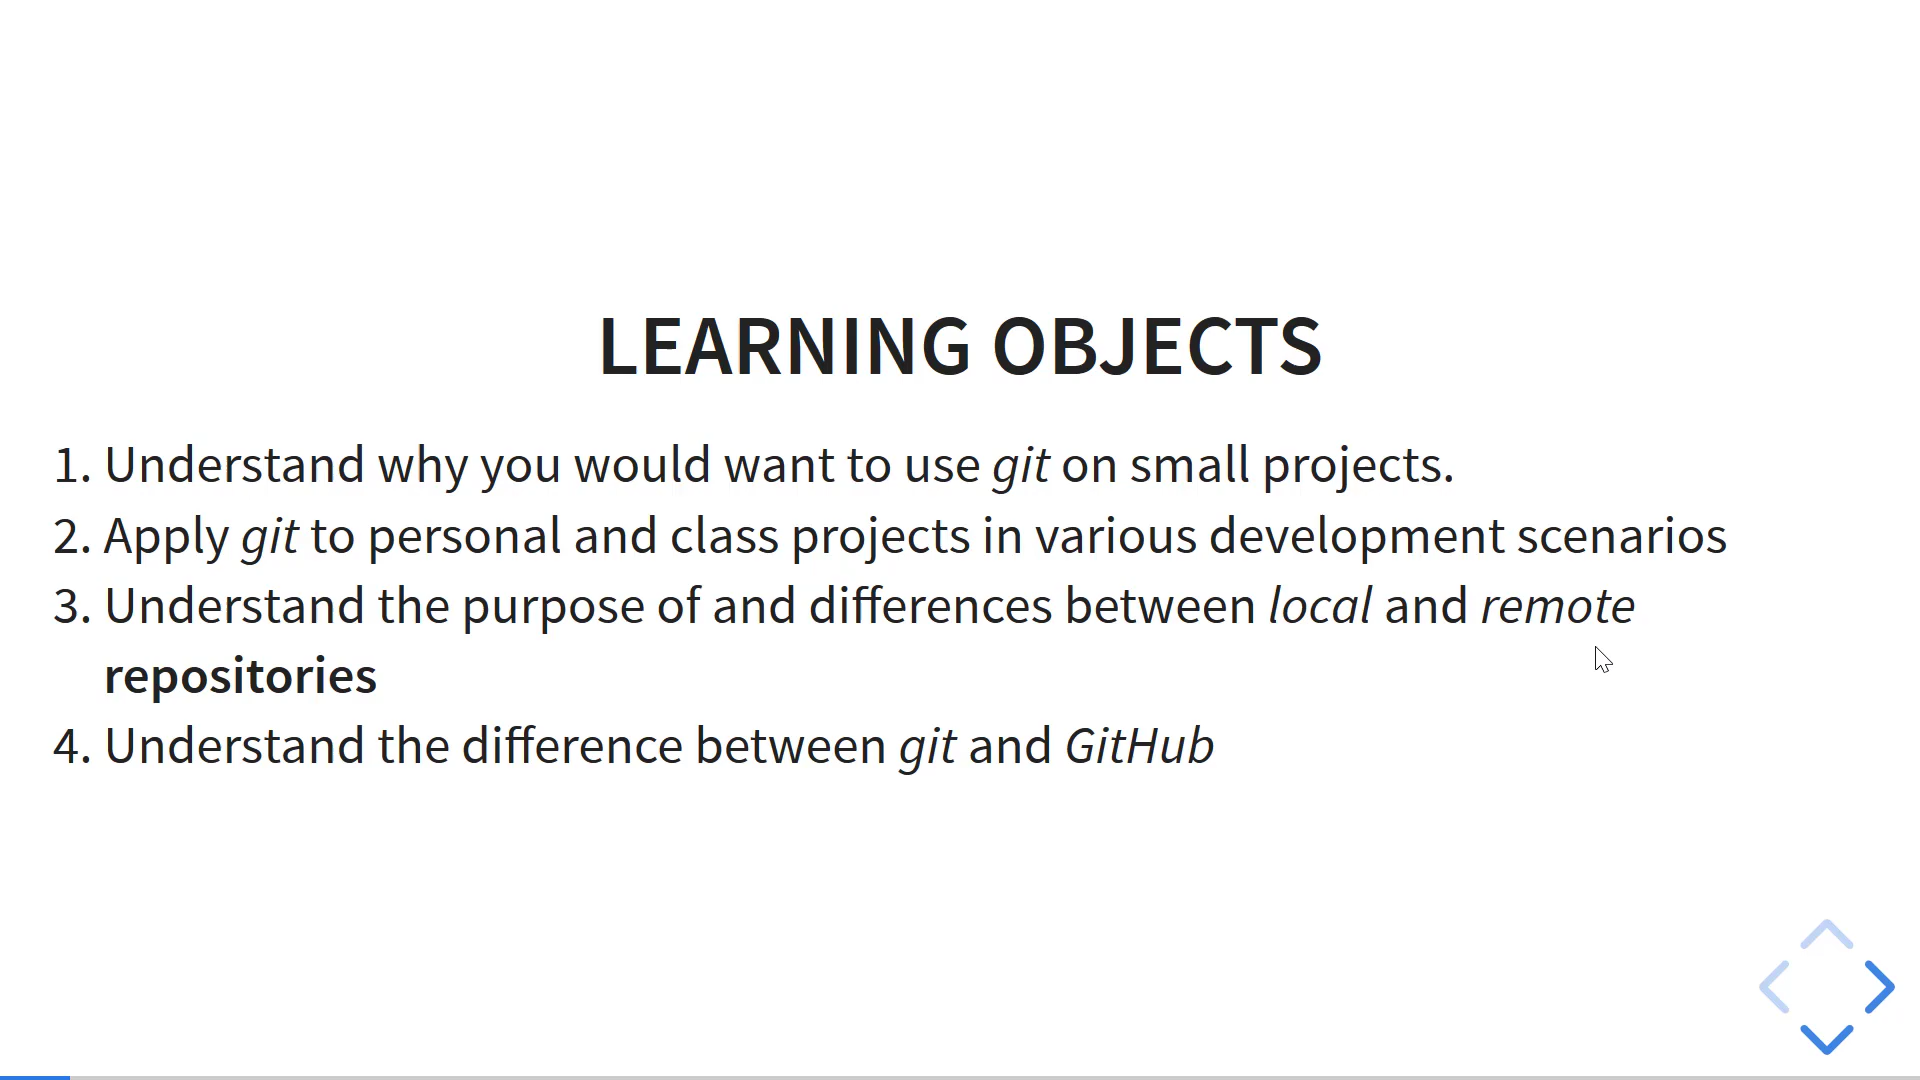 LEARNING OBJECTS
1. Understand why you would want to use git on small projects.
2. Apply git to personal and class projects in various development scenarios
3. Understand the purpose of and differences between local and remote
repositories
4. Understand the difference between git and GitHub